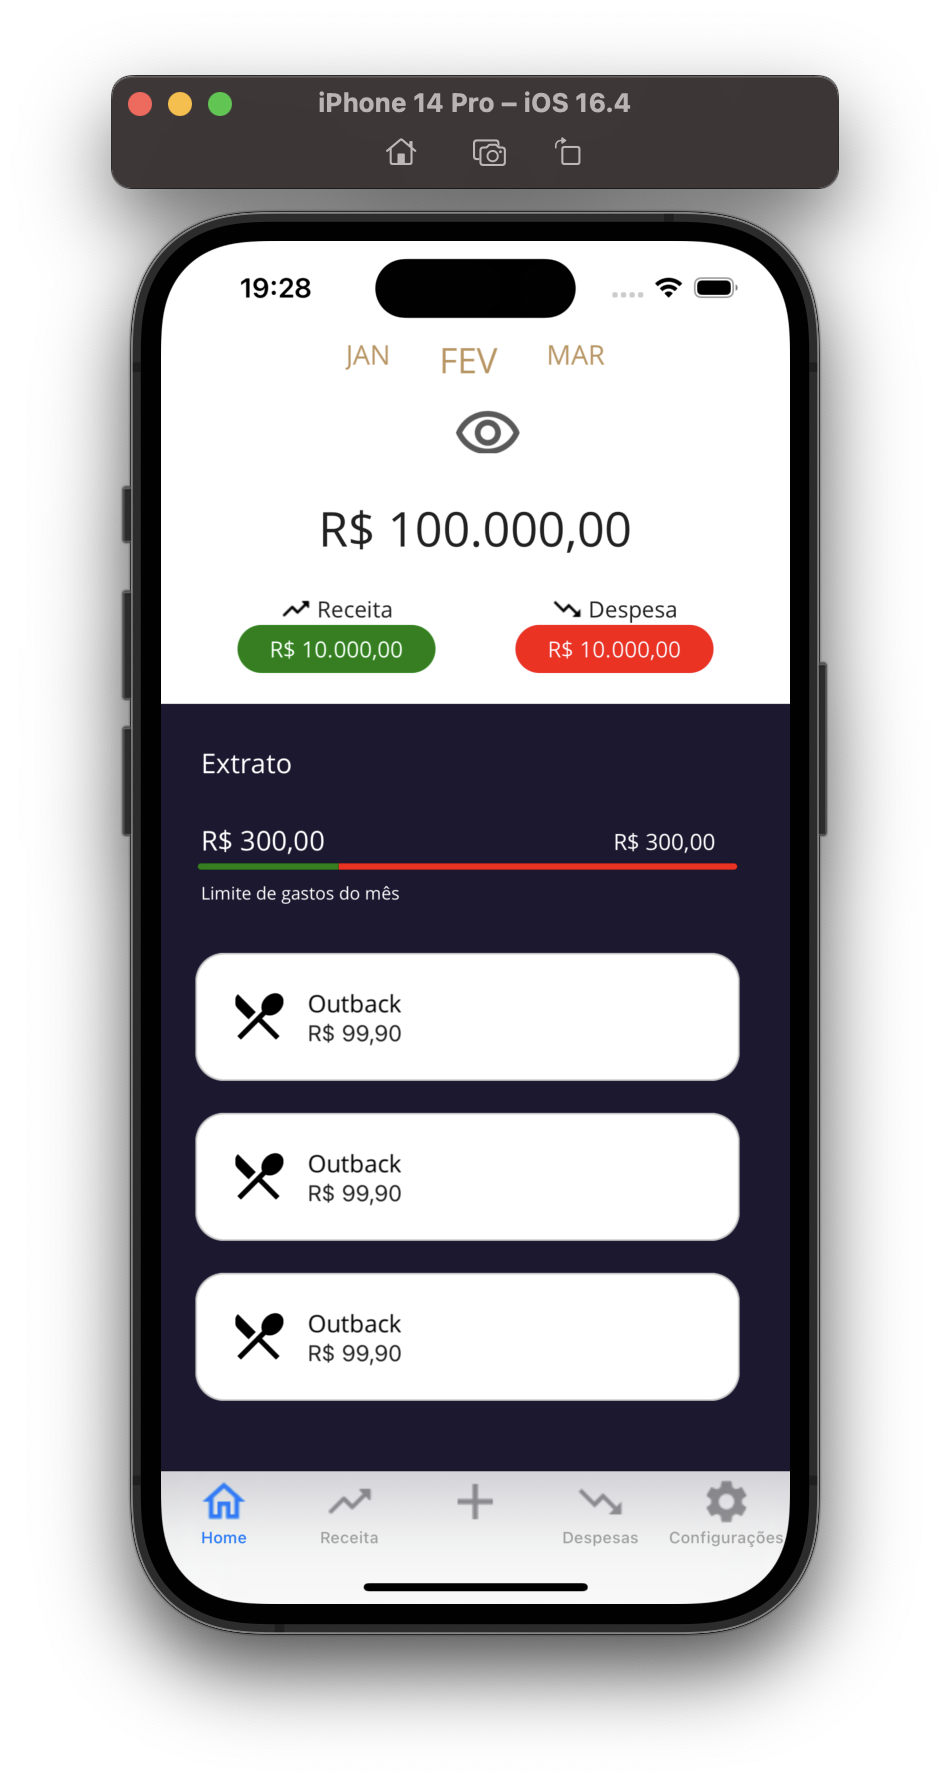 iPhone 14 Pro – iOS 16.4
19:28
JAN FEV MAR
R$ 100.000,00
Receita Despesa
R$ 10.000,00 R$ 10.000,00
Extrato
R$ 300,00 R$ 300,00
Limite de gastos do mês
Outback
R$ 99,90
Outback
R$ 99,90
Outback
R$ 99,90
Home Receita Despesas Configurações